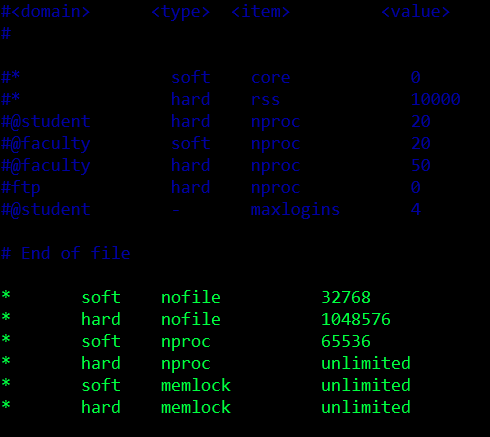 #<domain>      <type>  <item>         <value>
#
#*               soft    core            0
#*               hard    rss             10000
#@student        hard    nproc           20
#@faculty        soft    nproc           20
#@faculty        hard    nproc           50
#ftp             hard    nproc           0
#@student        -       maxlogins       4
# End of file
*       soft    nofile          32768
*       hard    nofile          1048576
*       soft    nproc           65536
*       hard    nproc           unlimited
*       soft    memlock         unlimited
*       hard    memlock         unlimited